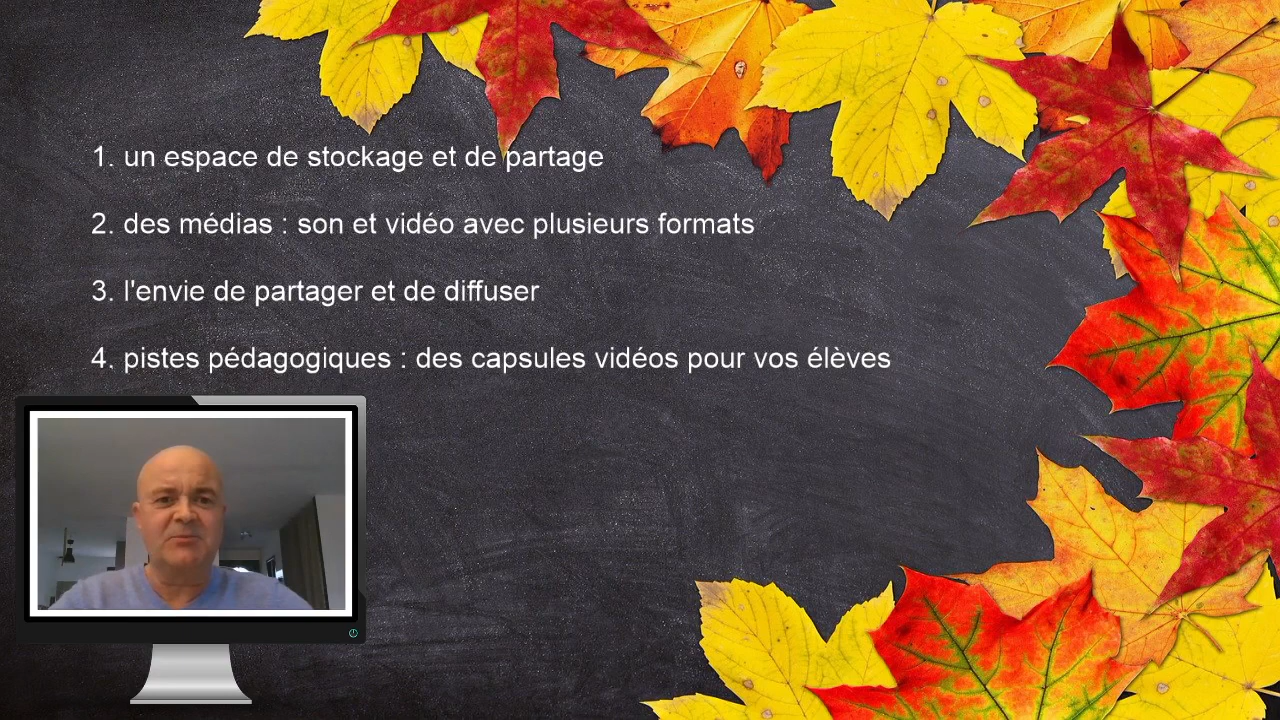 1. un espace de stockage et de partage
2. des médias : son et vidéo avec plusieurs formats
3. l'envie de partager et de diffuser
4. pistes pédagogiques : des capsules vidéos pour vos élèves